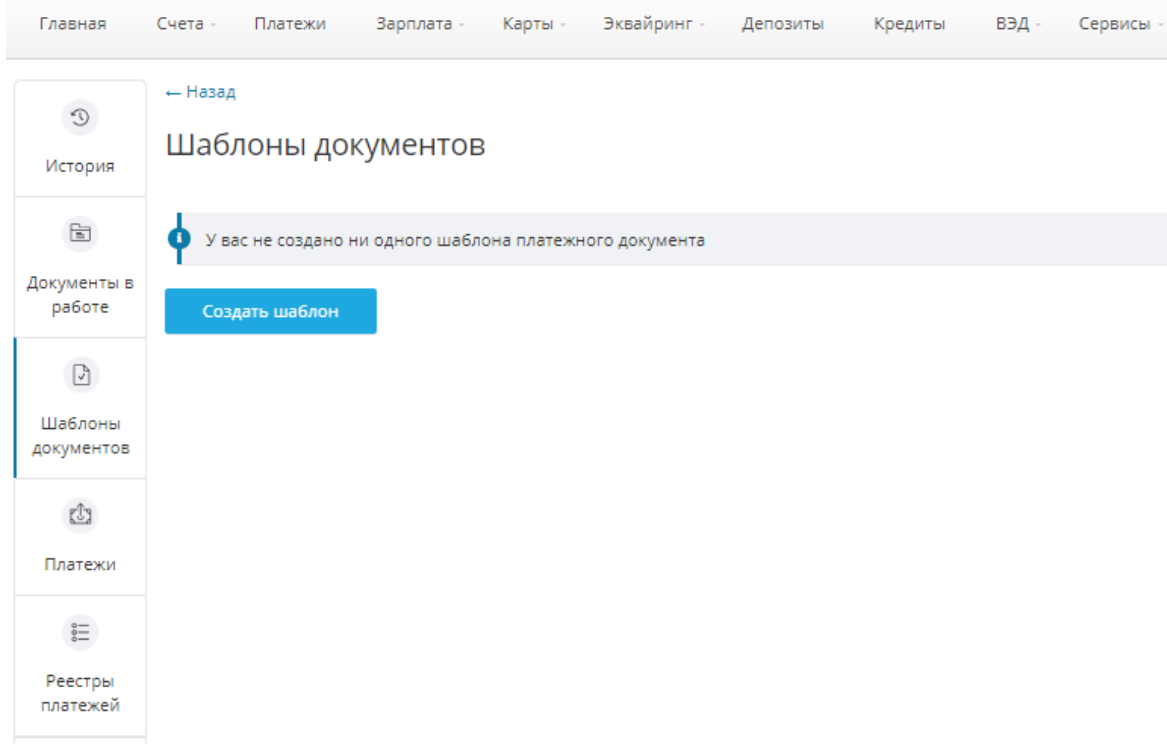 Главная Счета Платежи Зарплата Карты Эквайринг Депозиты Кредиты ВЭД Сервисы
← Назад
Шаблоны документов
У вас не создано ни одного шаблона платежного документа
Создать шаблон
История
Документы в
работе
Шаблоны
документов
Платежи
Реестры
платежей